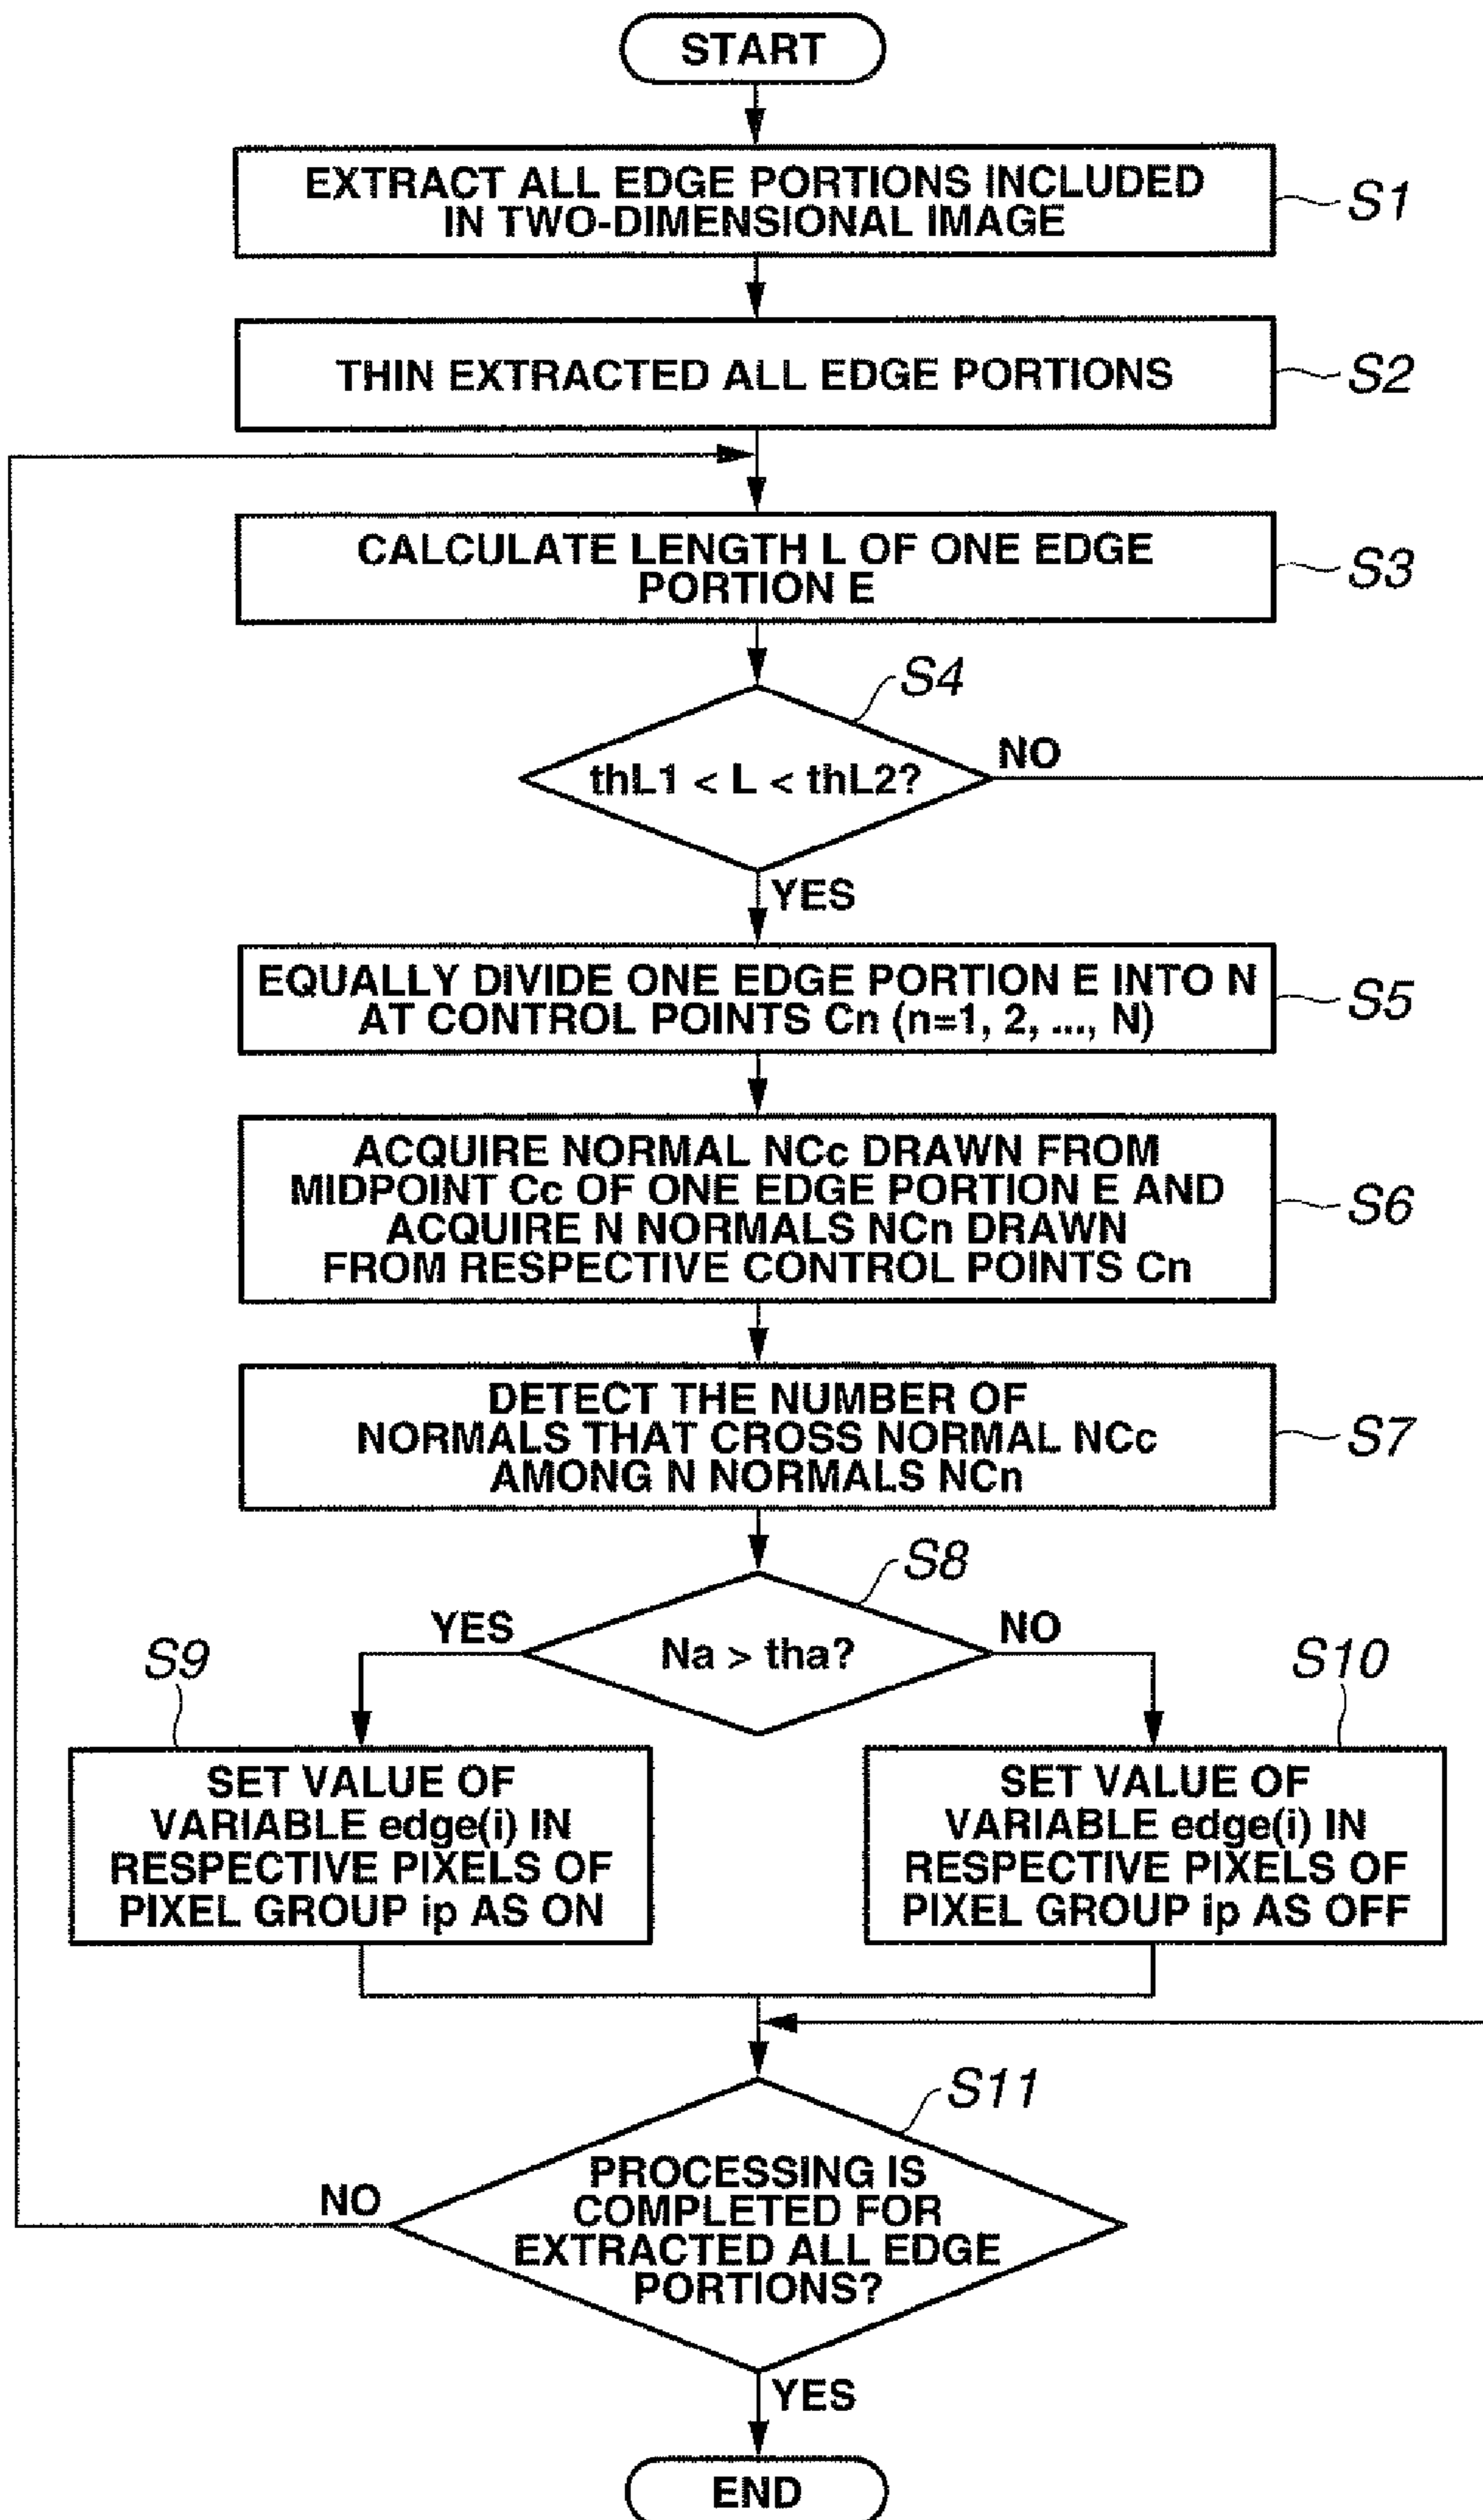 START
EXTRACT ALL EDGE PORTIONS INCLUDED
IN TWO-DIMENSIONAL IMAGE
S1
THIN EXTRACTED ALL EDGE PORTIONS
S2
CALCULATE LENGTH L OF ONE EDGE
PORTION E
S3
S4
thL1 < L < thL2?
NO
YES
EQUALLY DIVIDE ONE EDGE PORTION E INTO N
AT CONTROL POINTS Cn (n=1, 2, ..., N)
S5
ACQUIRE NORMAL NCc DRAWN FROM
MIDPOINT Cc OF ONE EDGE PORTION E AND
ACQUIRE N NORMALS NCn DRAWN
FROM RESPECTIVE CONTROL POINTS Cn
S6
DETECT THE NUMBER OF
NORMALS THAT CROSS NORMAL NCc
AMONG N NORMALS NCn
S7
S8
Na > tha?
YES
NO
S9
SET VALUE OF
VARIABLE edge(i) IN
RESPECTIVE PIXELS OF
PIXEL GROUP ip AS ON
S10
SET VALUE OF
VARIABLE edge(i) IN
RESPECTIVE PIXELS OF
PIXEL GROUP ip AS OFF
S11
PROCESSING IS
COMPLETED FOR
EXTRACTED ALL EDGE
PORTIONS?
NO
YES
END